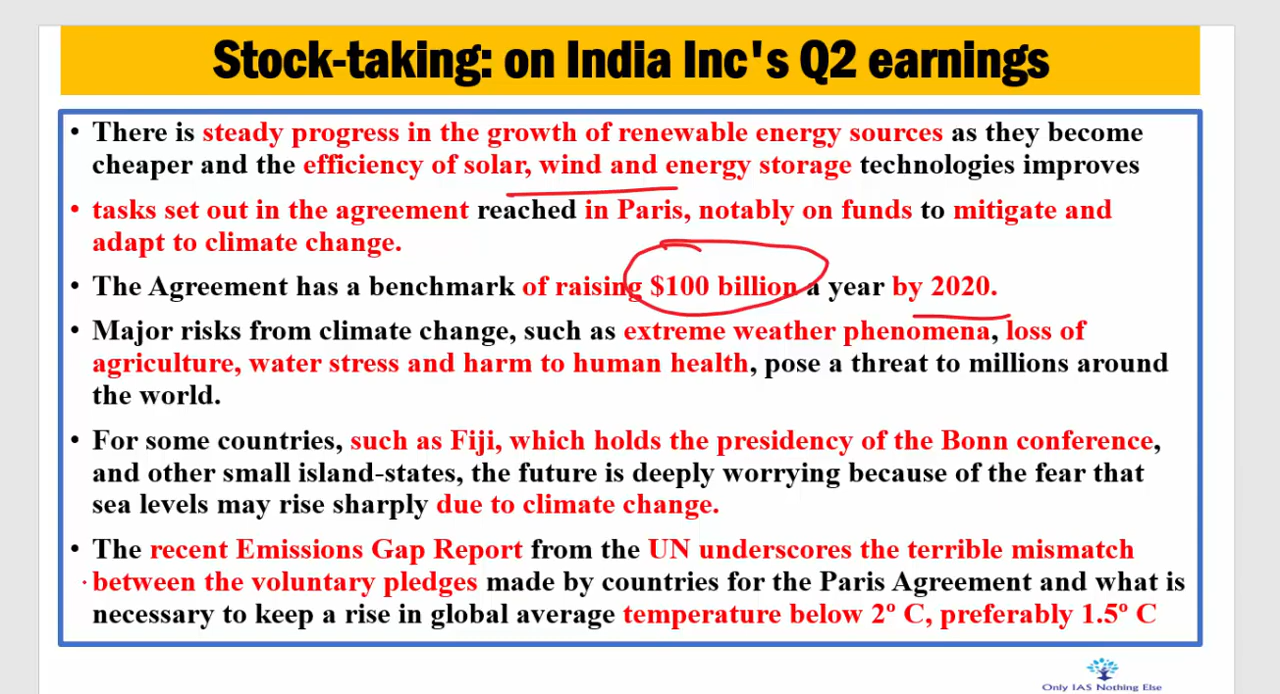 Stock-taking: on India Inc's Q2 earnings
• There is steady progress in the growth of renewable energy sources as they become
cheaper and the efficiency of solar, wind and energy storage technologies improves
• tasks set out in the agreement reached in Paris, notably on funds to mitigate and
adapt to climate change.
• The Agreement has a benchmark of raising $100 billion a year by 2020.
• Major risks from climate change, such as extreme weather phenomena, loss of
agriculture, water stress and harm to human health, pose a threat to millions around
the world.
• For some countries, such as Fiji, which holds the presidency of the Bonn conference,
and other small island-states, the future is deeply worrying because of the fear that
sea levels may rise sharply due to climate change.
• The recent Emissions Gap Report from the UN underscores the terrible mismatch
between the voluntary pledges made by countries for the Paris Agreement and what is
necessary to keep a rise in global average temperature below 2º C, preferably 1.5º C
Only IAS Nothing Else